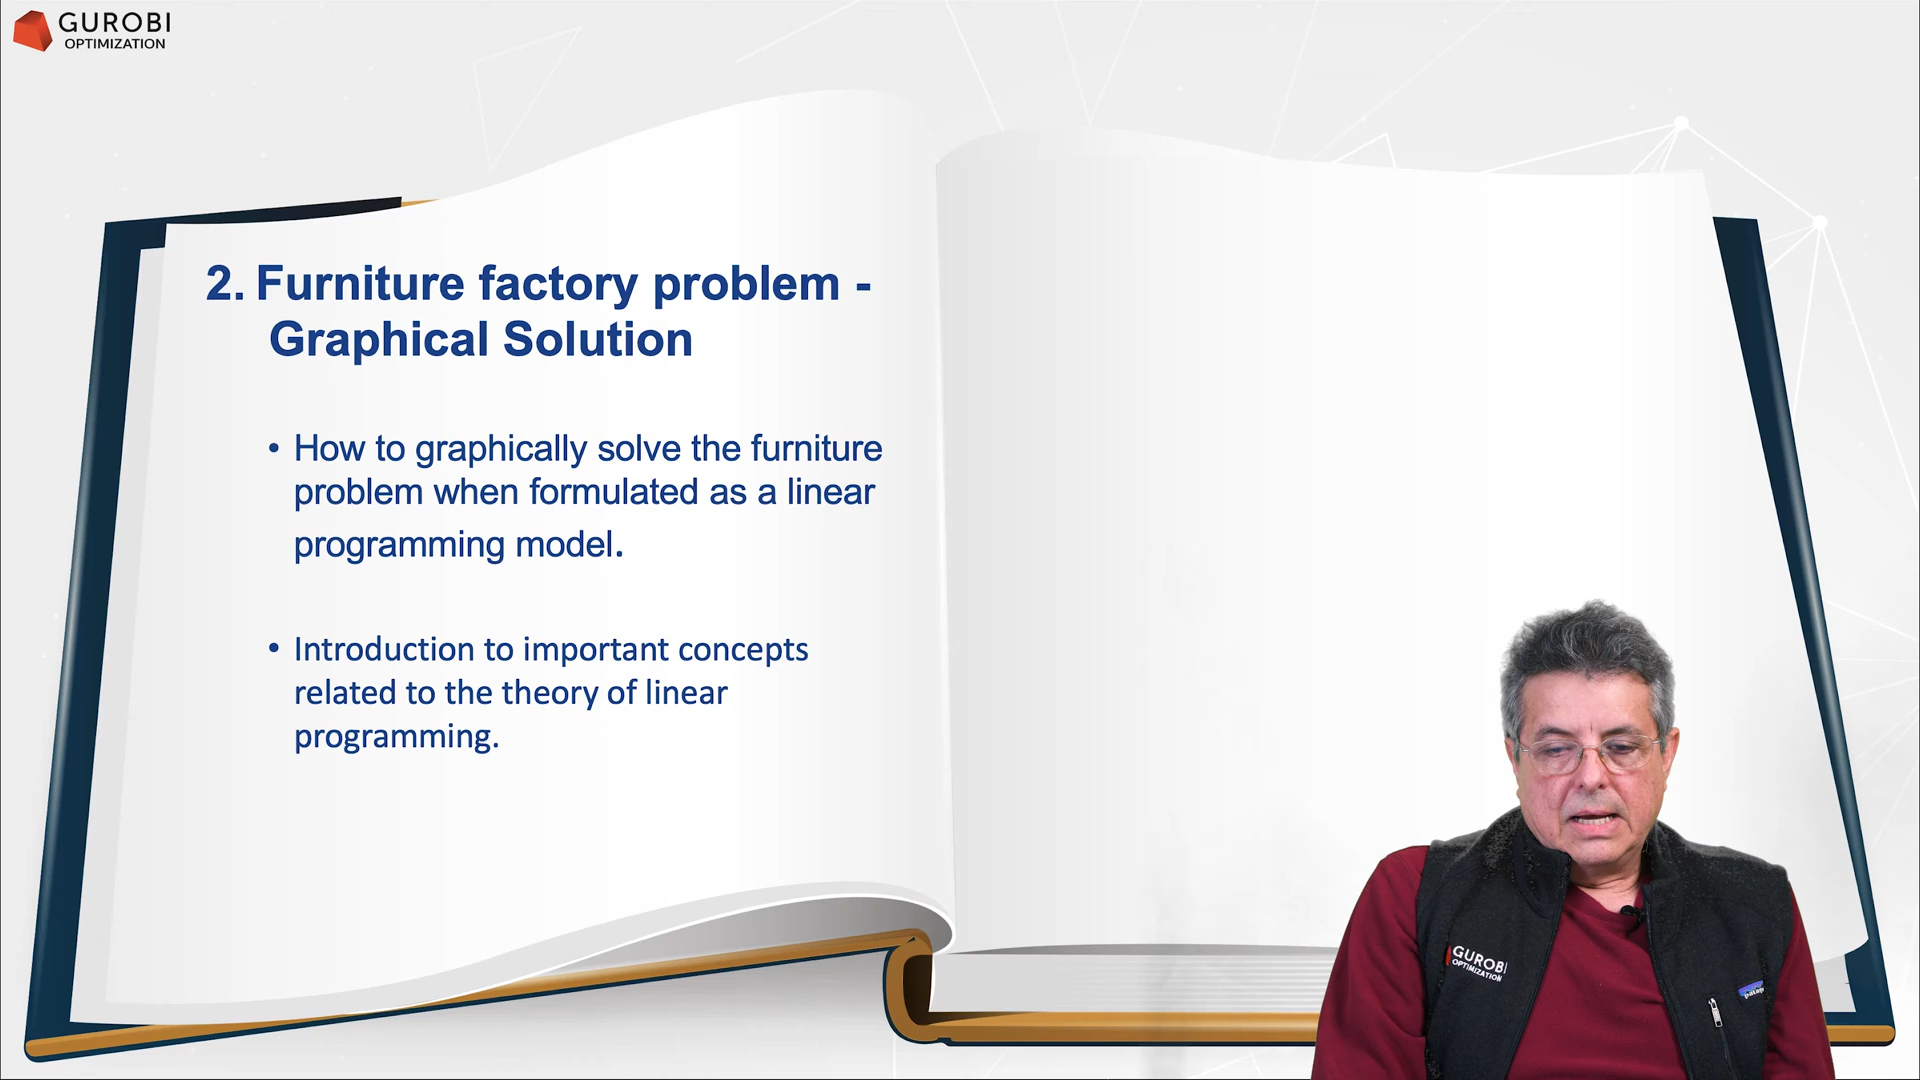 GUROBI
OPTIMIZATION
2. Furniture factory problem -
Graphical Solution
• How to graphically solve the furniture
problem when formulated as a linear
programming model.
• Introduction to important concepts
related to the theory of linear
programming.
GUROBI
OPTIMIZATION